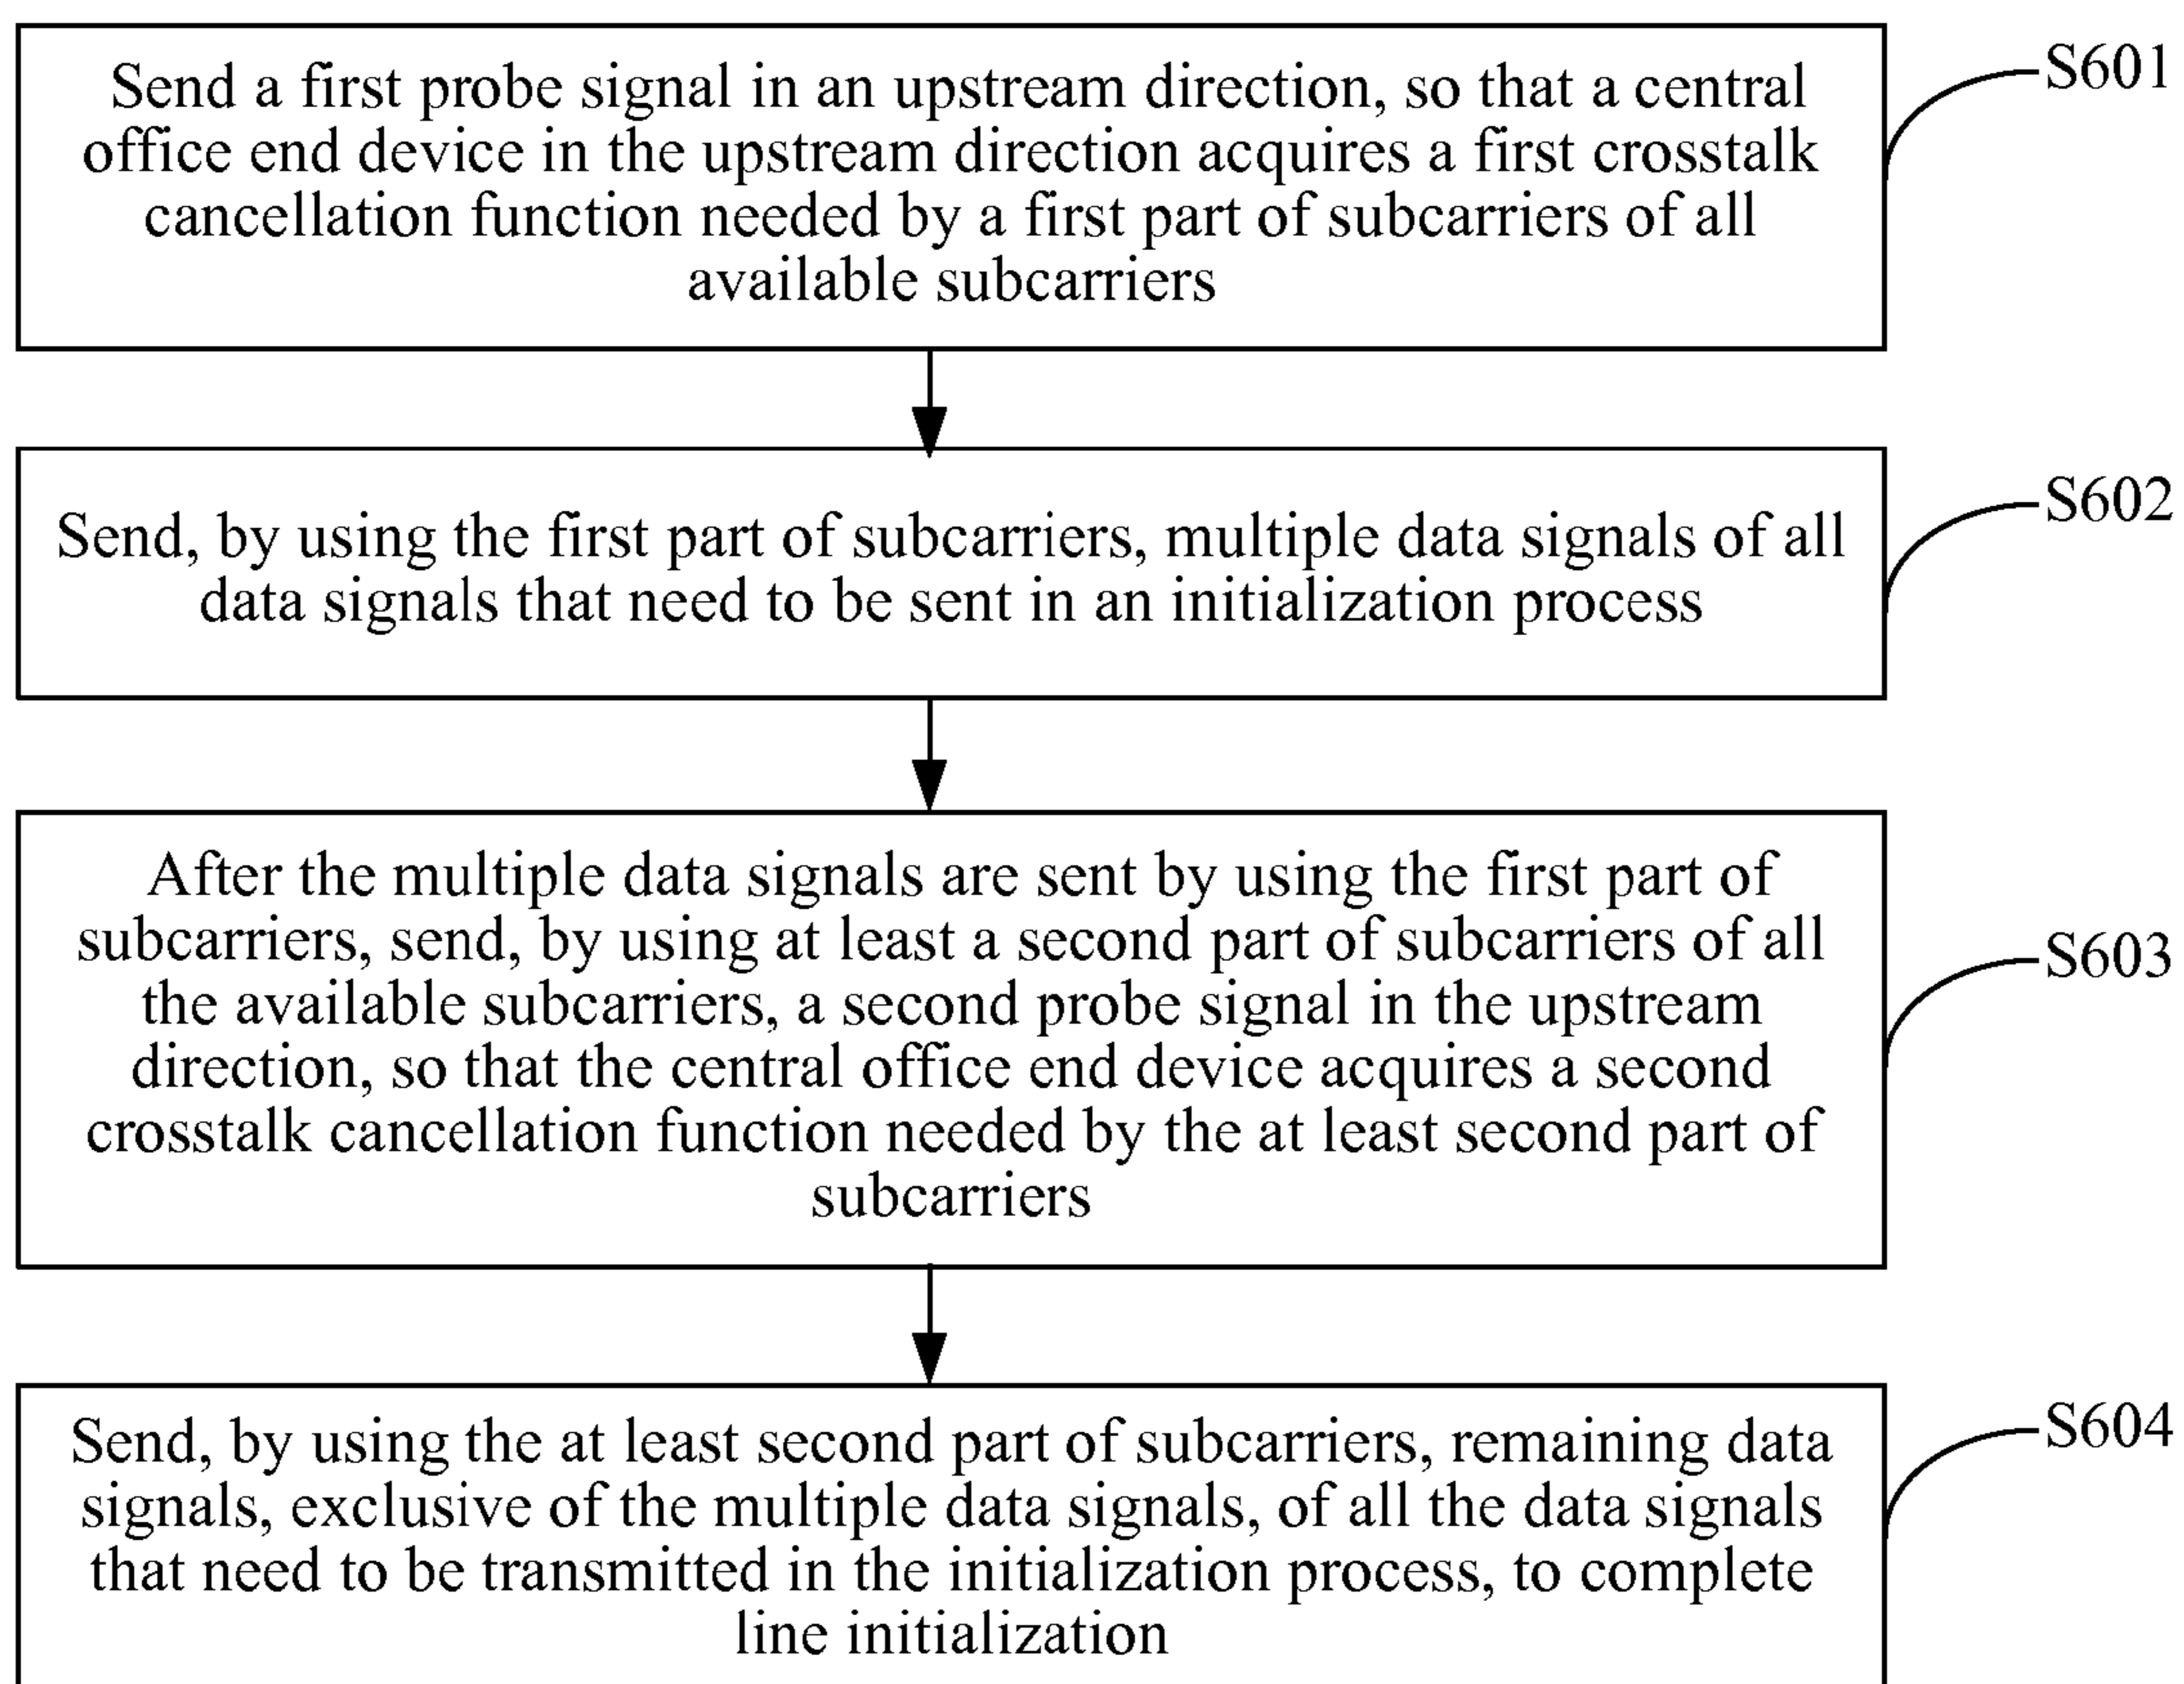 Send a first probe signal in an upstream direction, so that a central
office end device in the upstream direction acquires a first crosstalk
cancellation function needed by a first part of subcarriers of all
available subcarriers
S601
Send, by using the first part of subcarriers, multiple data signals of all
data signals that need to be sent in an initialization process
S602
After the multiple data signals are sent by using the first part of
subcarriers, send, by using at least a second part of subcarriers of all
the available subcarriers, a second probe signal in the upstream
direction, so that the central office end device acquires a second
crosstalk cancellation function needed by the at least second part of
subcarriers
S603
Send, by using the at least second part of subcarriers, remaining data
signals, exclusive of the multiple data signals, of all the data signals
that need to be transmitted in the initialization process, to complete
line initialization
S604